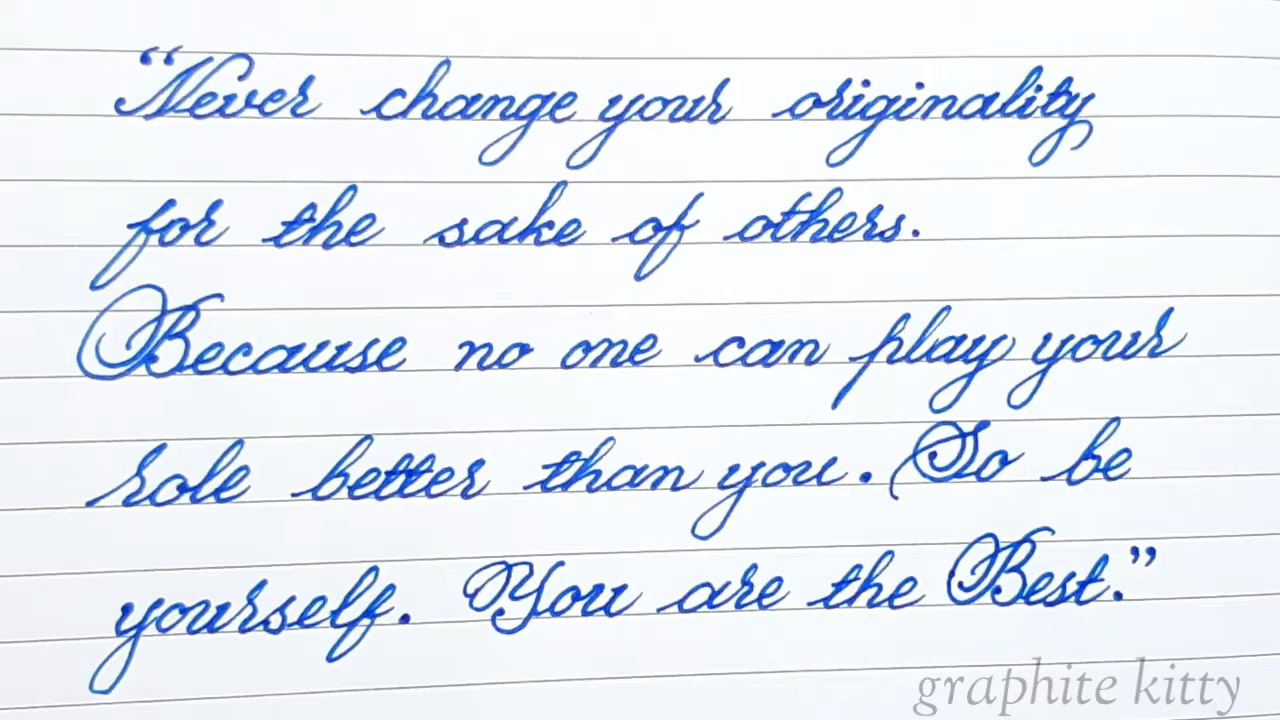 “Never change your originality
for the sake of others.
Because no one can play your
role better than you. So be
yourself. You are the Best.”
graphite kitty